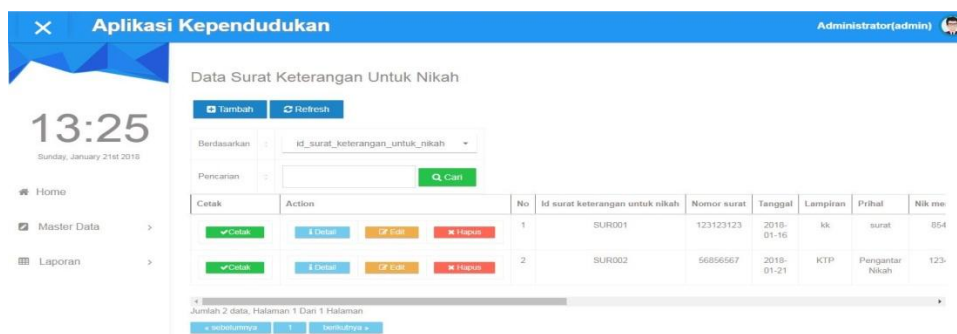 Aplikasi Kependudukan
Administrator(admin)
13:25
Sunday, January 21st 2018
Home
Master Data
Laporan
Data Surat Keterangan Untuk Nikah
Tambah Refresh
Berdasarkan : id_surat_keterangan_untuk_nikah
Pencarian : Cari
Cetak Action No Id surat keterangan untuk nikah Nomor surat Tanggal Lampiran Prihal Nik me
Cetak Detail Edit Hapus 1 SUR001 123123123 2018-
01-16 kk surat 854
Cetak Detail Edit Hapus 2 SUR002 56856567 2018-
01-21 KTP Pengantar
Nikah 123
Jumlah 2 data, Halaman 1 Dari 1 Halaman
« sebelumnya 1 berikutnya »